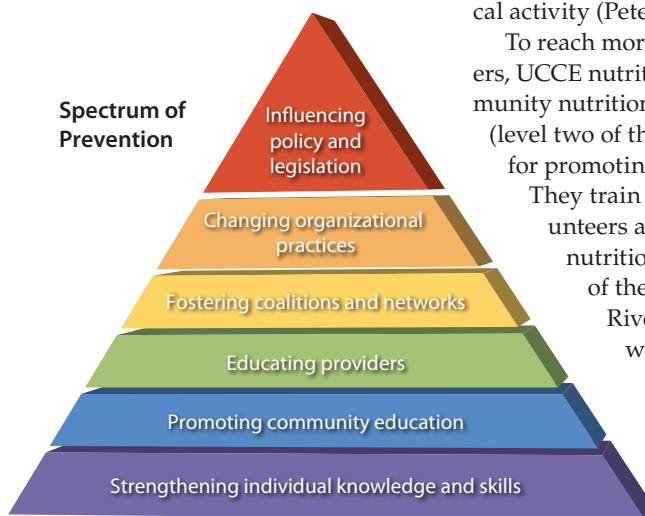 Spectrum of
Prevention
Influencing
policy and
legislation
Changing organizational
practices
Fostering coalitions and networks
Educating providers
Promoting community education
Strengthening individual knowledge and skills
cal activity (Pete
To reach mor
ers, UCCE nutrit
munity nutrition
(level two of th
for promotin
They train
unteers a
nutritio
of the
Rive
w